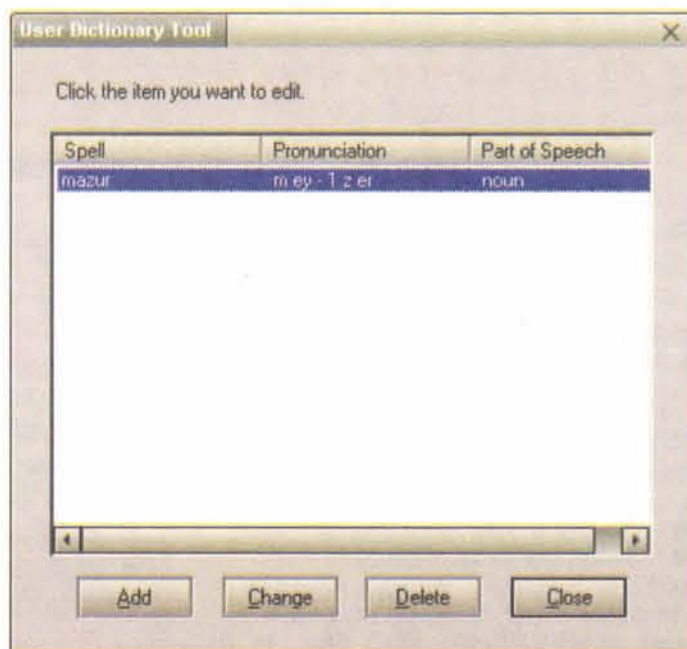 User Dictionary Tool
Click the item you want to edit.
Spell Pronunciation Part of Speech
mazur m ey - 1 z er noun
Add Change Delete Close